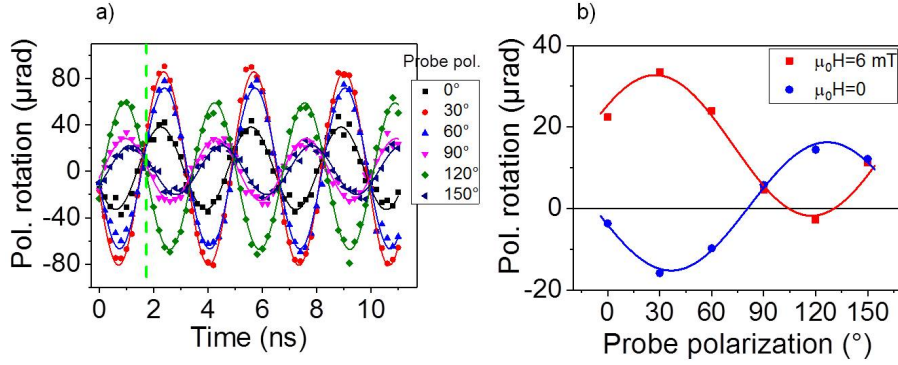 a)
Pol. rotation (μrad)
80
40
0
-40
-80
0 2 4 6 8 10
Time (ns)
Probe pol.
0°
30°
60°
90°
120°
150°
b)
Pol. rotation (μrad)
40
20
0
-20
0 30 60 90 120 150
Probe polarization (°)
μ₀H=6 mT
μ₀H=0